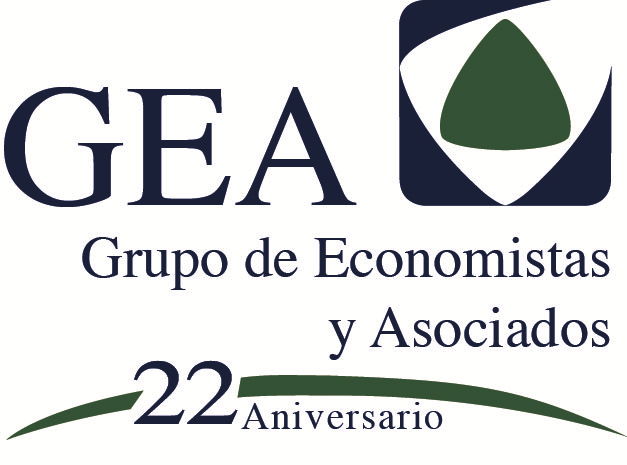 GEA
Grupo de Economistas
y Asociados
22 Aniversario